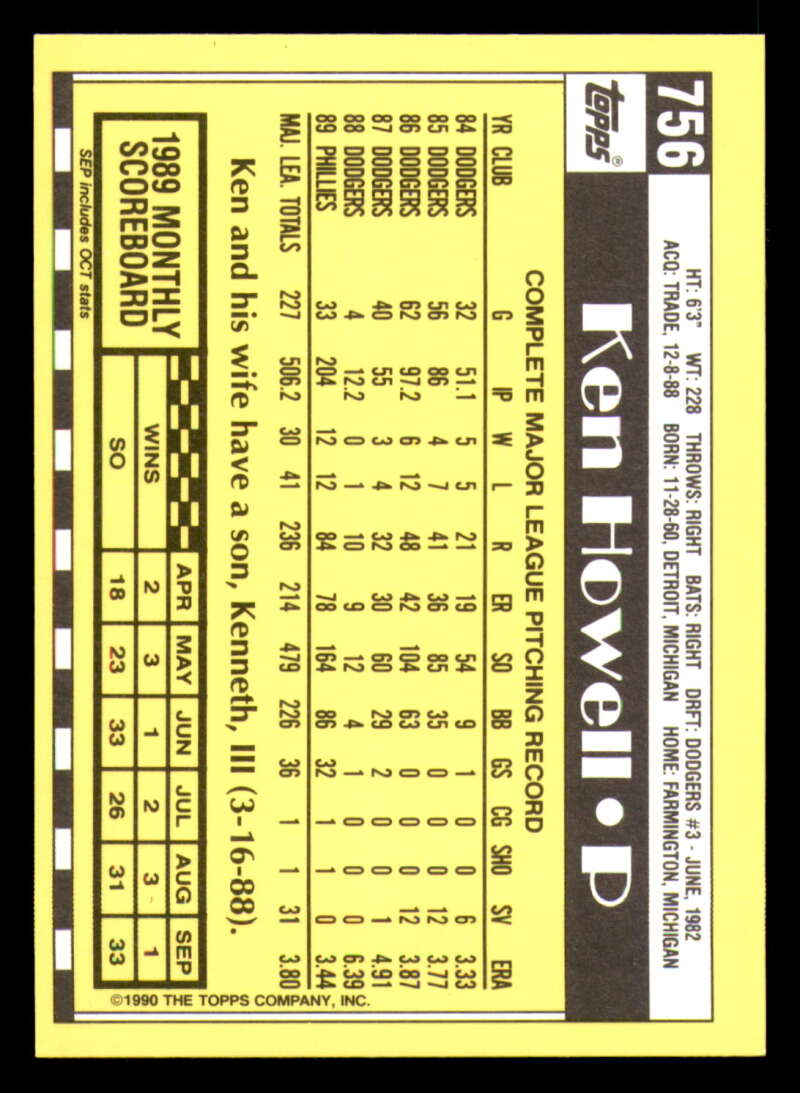 756
HT: 6'3" WT: 228 THROWS: RIGHT BATS: RIGHT DRFT: DODGERS #3 - JUNE, 1982
ACQ: TRADE, 12-8-88 BORN: 11-28-60, DETROIT, MICHIGAN HOME: FARMINGTON, MICHIGAN
topps®
Ken Howell • P
COMPLETE MAJOR LEAGUE PITCHING RECORD
YR CLUB G IP W L R ER SO BB GS CG SHO SV ERA
84 DODGERS 32 51.1 5 5 21 19 54 9 1 0 0 6 3.33
85 DODGERS 56 86 4 7 41 36 85 35 0 0 0 12 3.77
86 DODGERS 62 97.2 6 12 48 42 104 63 0 0 0 12 3.87
87 DODGERS 40 55 3 4 32 30 60 29 2 0 0 1 4.91
88 DODGERS 4 12.2 0 1 10 9 12 4 1 0 0 0 6.39
89 PHILLIES 33 204 12 12 84 78 164 86 32 1 1 0 3.44
MAJ. LEA. TOTALS 227 506.2 30 41 236 214 479 226 36 1 1 31 3.80
Ken and his wife have a son, Kenneth, III (3-16-88).
1989 MONTHLY
SCOREBOARD
APR MAY JUN JUL AUG SEP
WINS 2 3 1 2 3 1
SO 18 23 33 26 31 33
SEP includes OCT stats
©1990 THE TOPPS COMPANY, INC.